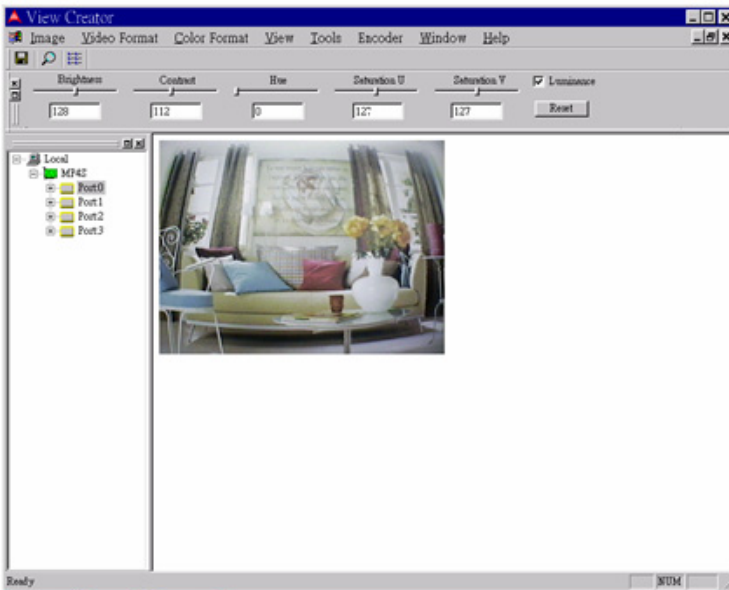 View Creator
Image Video Format Color Format View Tools Encoder Window Help
Brightness Contrast Hue Saturation U Saturation V Luminance
128 112 0 127 127 Reset
Local
MP4S
Port0
Port1
Port2
Port3
Ready NUM